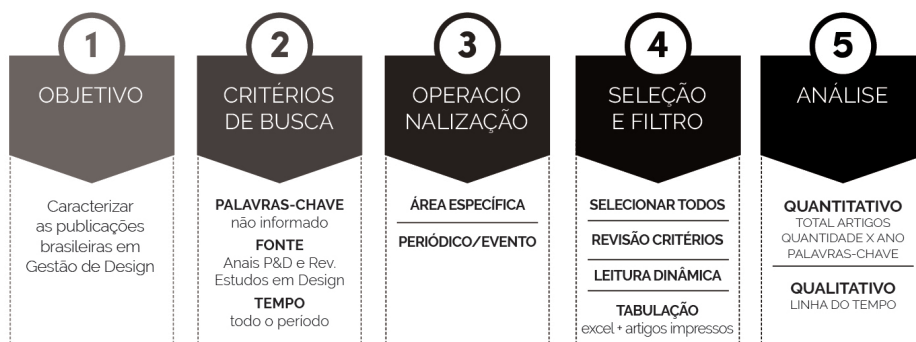 1
OBJETIVO
Caracterizar
as publicações
brasileiras em
Gestão de Design
2
CRITÉRIOS
DE BUSCA
PALAVRAS-CHAVE
não informado
FONTE
Anais P&D e Rev.
Estudos em Design
TEMPO
todo o período
3
OPERACIO
NALIZAÇÃO
ÁREA ESPECÍFICA
PERIÓDICO/EVENTO
4
SELEÇÃO
E FILTRO
SELECIONAR TODOS
REVISÃO CRITÉRIOS
LEITURA DINÂMICA
TABULAÇÃO
excel + artigos impressos
5
ANÁLISE
QUANTITATIVO
TOTAL ARTIGOS
QUANTIDADE X ANO
PALAVRAS-CHAVE
QUALITATIVO
LINHA DO TEMPO